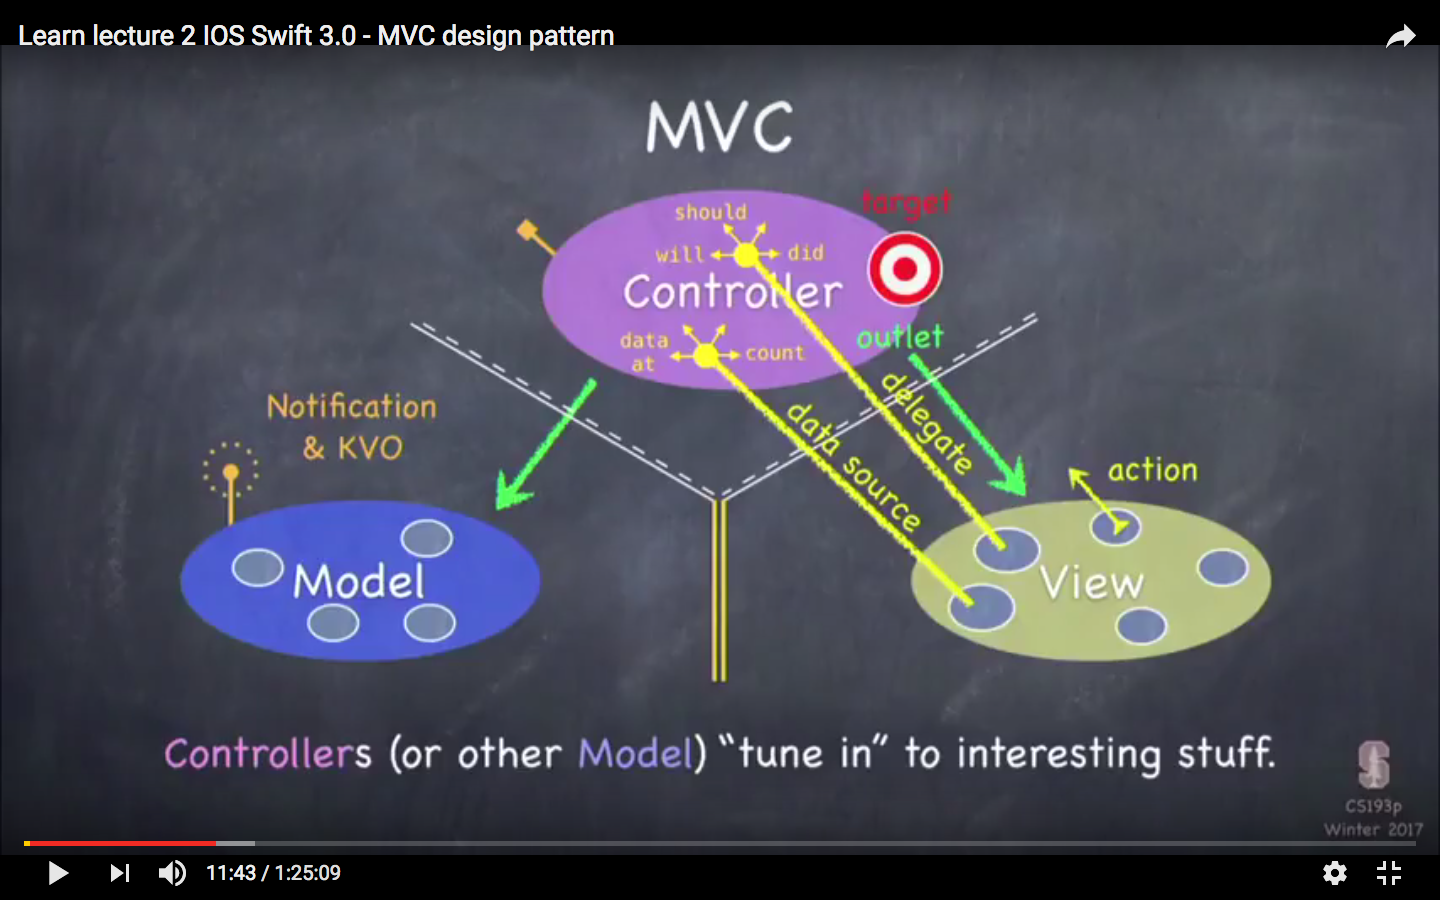 Learn lecture 2 IOS Swift 3.0 - MVC design pattern
MVC
should
will
did
Controller
data
at
count
target
outlet
delegate
data source
action
Notification
& KVO
Model
View
Controllers (or other Model) “tune in” to interesting stuff.
CS193p
Winter 2017
11:43 / 1:25:09